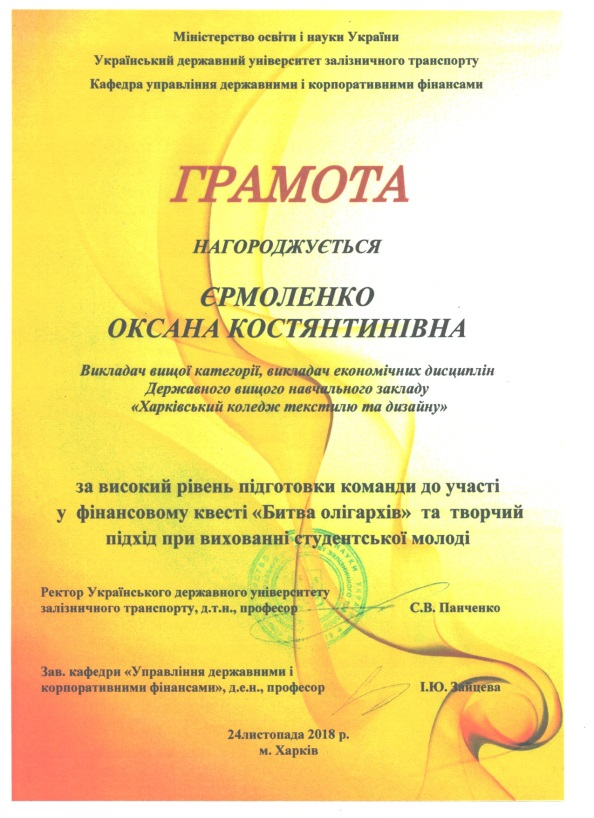 Міністерство освіти і науки України
Український державний університет залізничного транспорту
Кафедра управління державними і корпоративними фінансами
ГРАМОТА
НАГОРОДЖУЄТЬСЯ
ЄРМОЛЕНКО
ОКСАНА КОСТЯНТИНІВНА
Викладач вищої категорії, викладач економічних дисциплін
Державного вищого навчального закладу
«Харківський коледж текстилю та дизайну»
за високий рівень підготовки команди до участі
у фінансовому квесті «Битва олігархів» та творчий
підхід при вихованні студентської молоді
Ректор Українського державного університету
залізничного транспорту, д.т.н., професор С.В. Панченко
Зав. кафедри «Управління державними і
корпоративними фінансами», д.е.н., професор І.Ю. Зайцева
24листопада 2018 р.
м. Харків